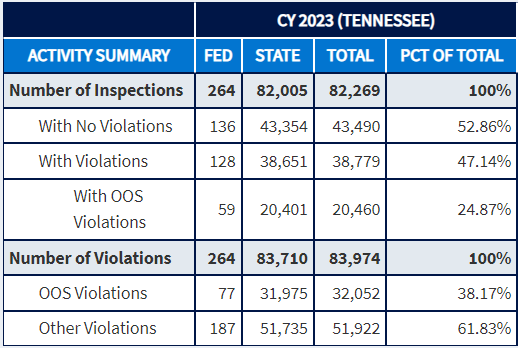 CY 2023 (TENNESSEE)
ACTIVITY SUMMARY FED STATE TOTAL PCT OF TOTAL
Number of Inspections 264 82,005 82,269 100%
With No Violations 136 43,354 43,490 52.86%
With Violations 128 38,651 38,779 47.14%
With OOS
Violations 59 20,401 20,460 24.87%
Number of Violations 264 83,710 83,974 100%
OOS Violations 77 31,975 32,052 38.17%
Other Violations 187 51,735 51,922 61.83%